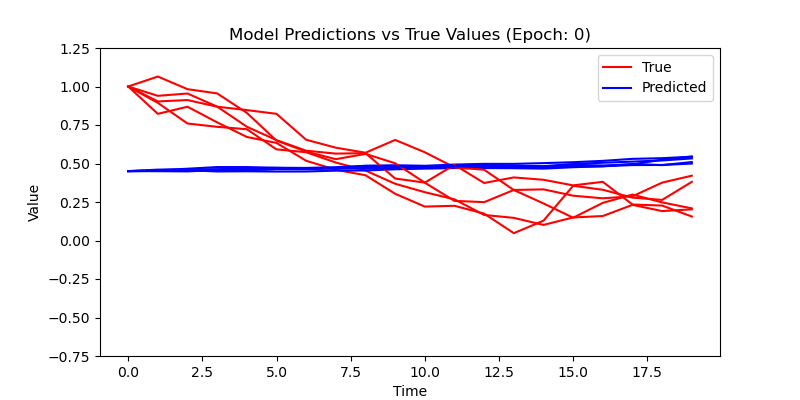 Model Predictions vs True Values (Epoch: 0)
True
Predicted
1.25
1.00
0.75
0.50
0.25
0.00
−0.25
−0.50
−0.75
Value
0.0 2.5 5.0 7.5 10.0 12.5 15.0 17.5
Time